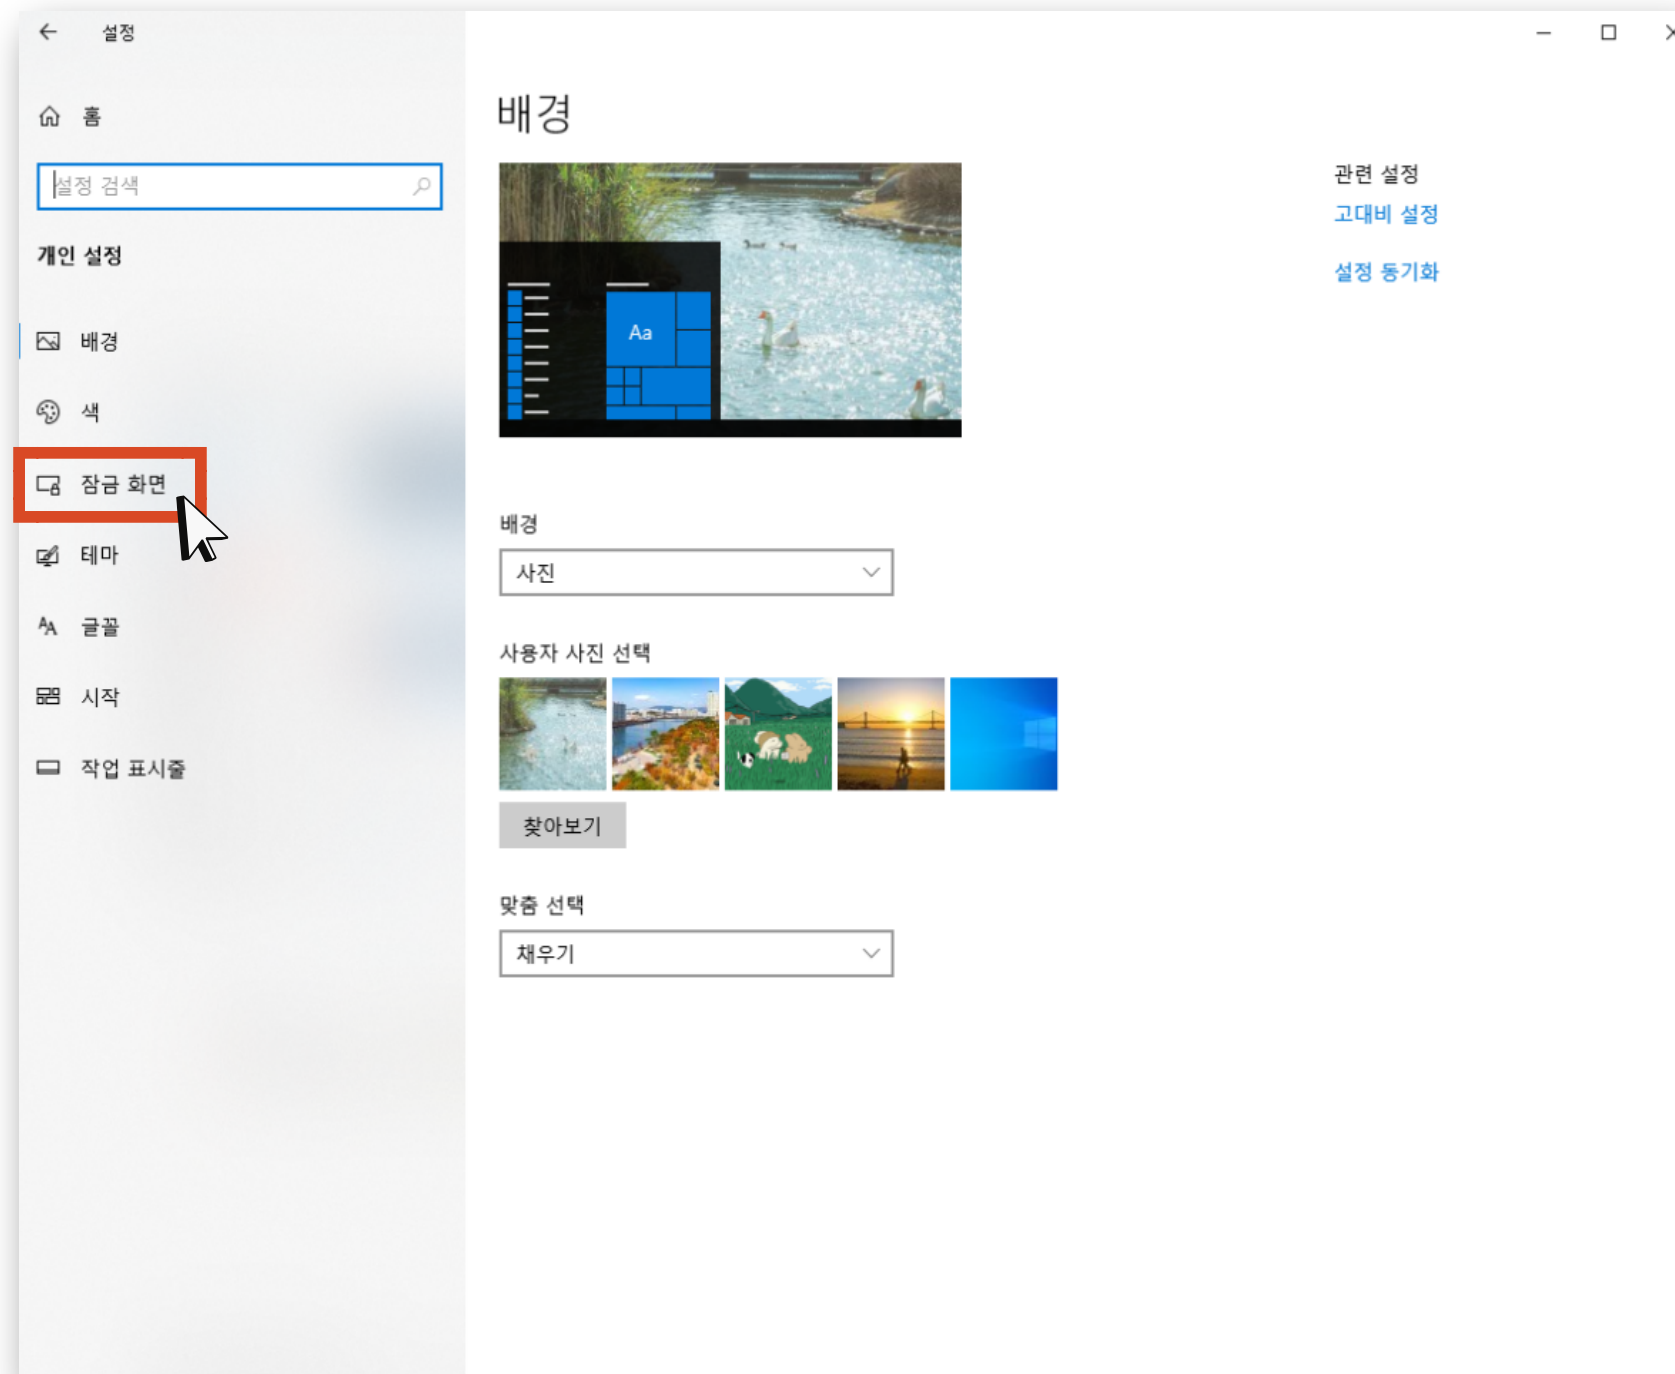 설정
홈
설정 검색
개인 설정
배경
색
잠금 화면
테마
글꼴
시작
작업 표시줄
배경
Aa
배경
사진
사용자 사진 선택
찾아보기
맞춤 선택
채우기
관련 설정
고대비 설정
설정 동기화